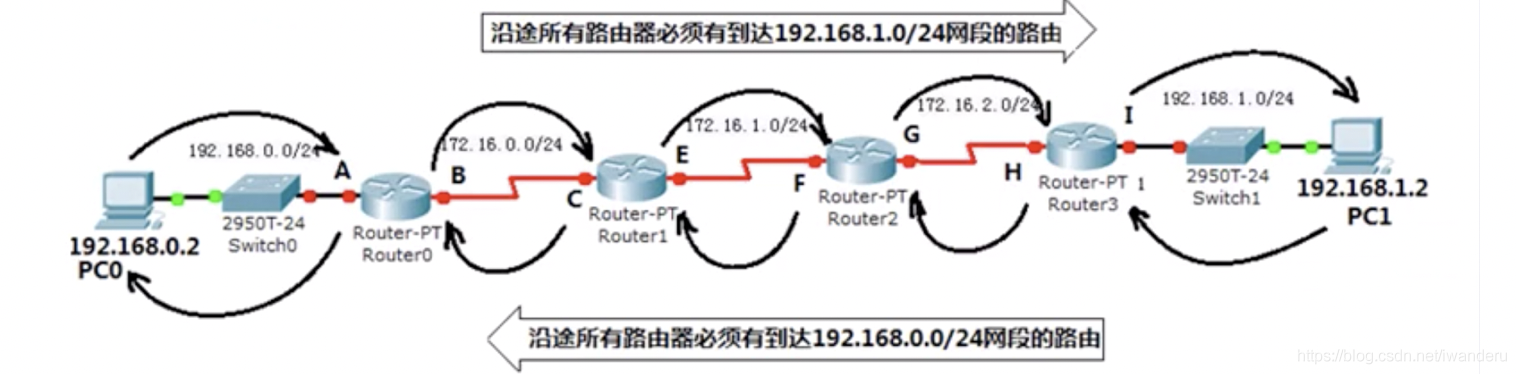 沿途所有路由器必须有到达192.168.1.0/24网段的路由
192.168.0.0/24
A
B
172.16.0.0/24
C
E
172.16.1.0/24
F
G
172.16.2.0/24
H
I
192.168.1.0/24
2950T-24
Switch0
192.168.0.2
PC0
Router-PT
Router0
Router-PT
Router1
Router-PT
Router2
Router-PT 1
Router3
2950T-24
Switch1
192.168.1.2
PC1
沿途所有路由器必须有到达192.168.0.0/24网段的路由
https://blog.csdn.net/iwanderu